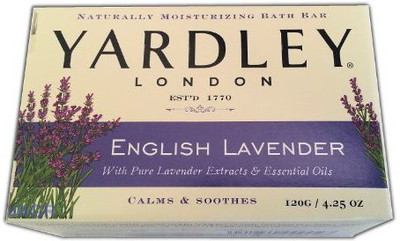 NATURALLY MOISTURIZING BATH BAR
YARDLEY®
LONDON
EST'D 1770
ENGLISH LAVENDER
With Pure Lavender Extracts & Essential Oils
CALMS & SOOTHES
120G / 4.25 OZ